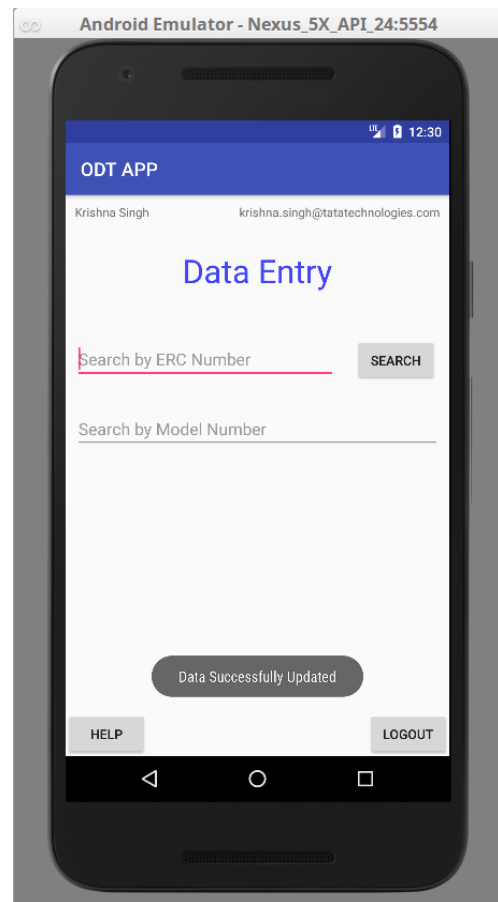 Android Emulator - Nexus_5X_API_24:5554
LTE 12:30
ODT APP
Krishna Singh krishna.singh@tatatechnologies.com
Data Entry
Search by ERC Number SEARCH
Search by Model Number
Data Successfully Updated
HELP LOGOUT